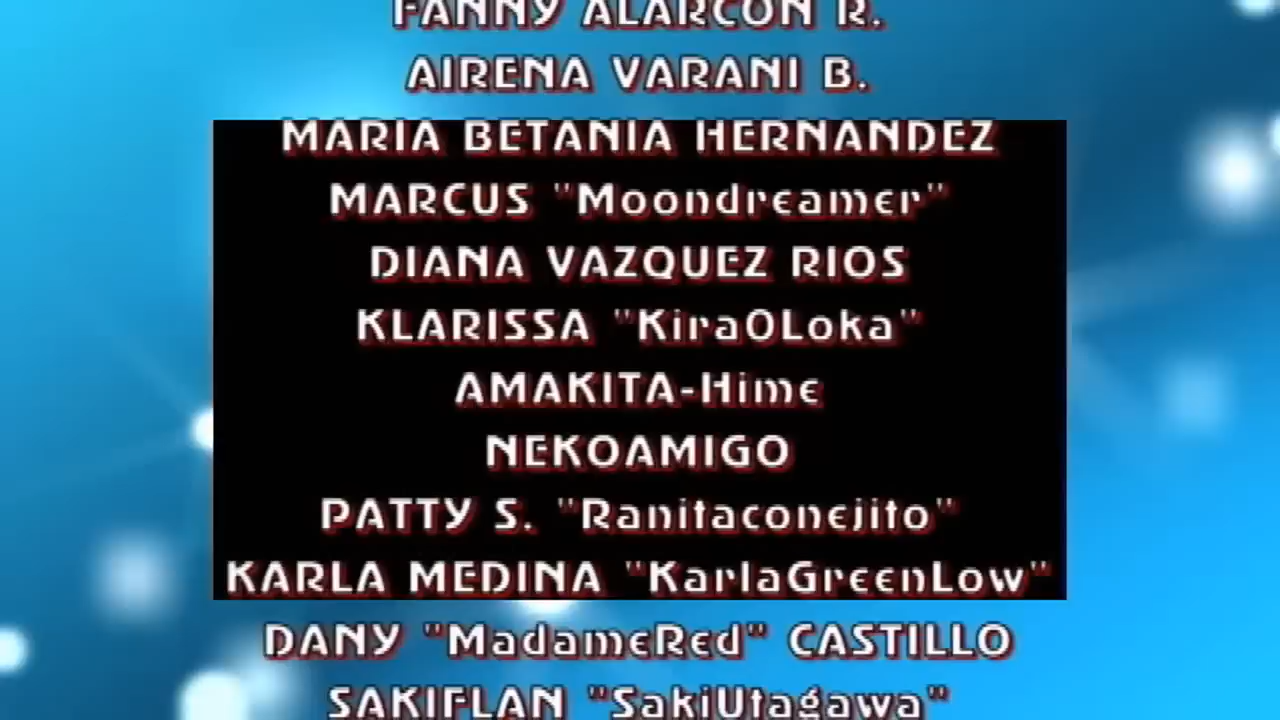 FANNY ALARCON R.
AIRENA VARANI B.
MARIA BETANIA HERNANDEZ
MARCUS "Moondreamer"
DIANA VAZQUEZ RIOS
KLARISSA "KiraOLoka"
AMAKITA-Hime
NEKOAMIGO
PATTY S. "Ranitaconejito"
KARLA MEDINA "KarlaGreenLow"
DANY "MadameRed" CASTILLO
SAKIFLAN "SakiUtagawa"